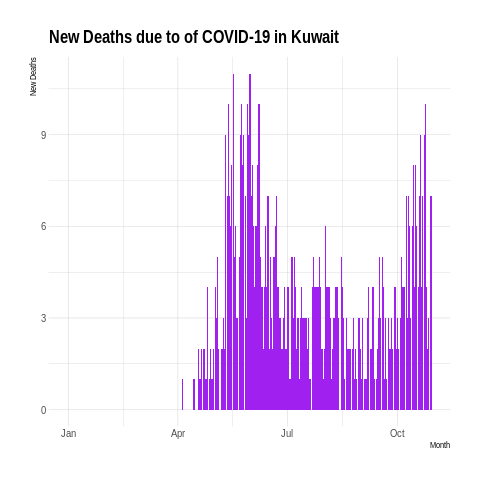 New Deaths due to of COVID-19 in Kuwait
New Deaths
9
6
3
0
Jan Apr Jul Oct
Month